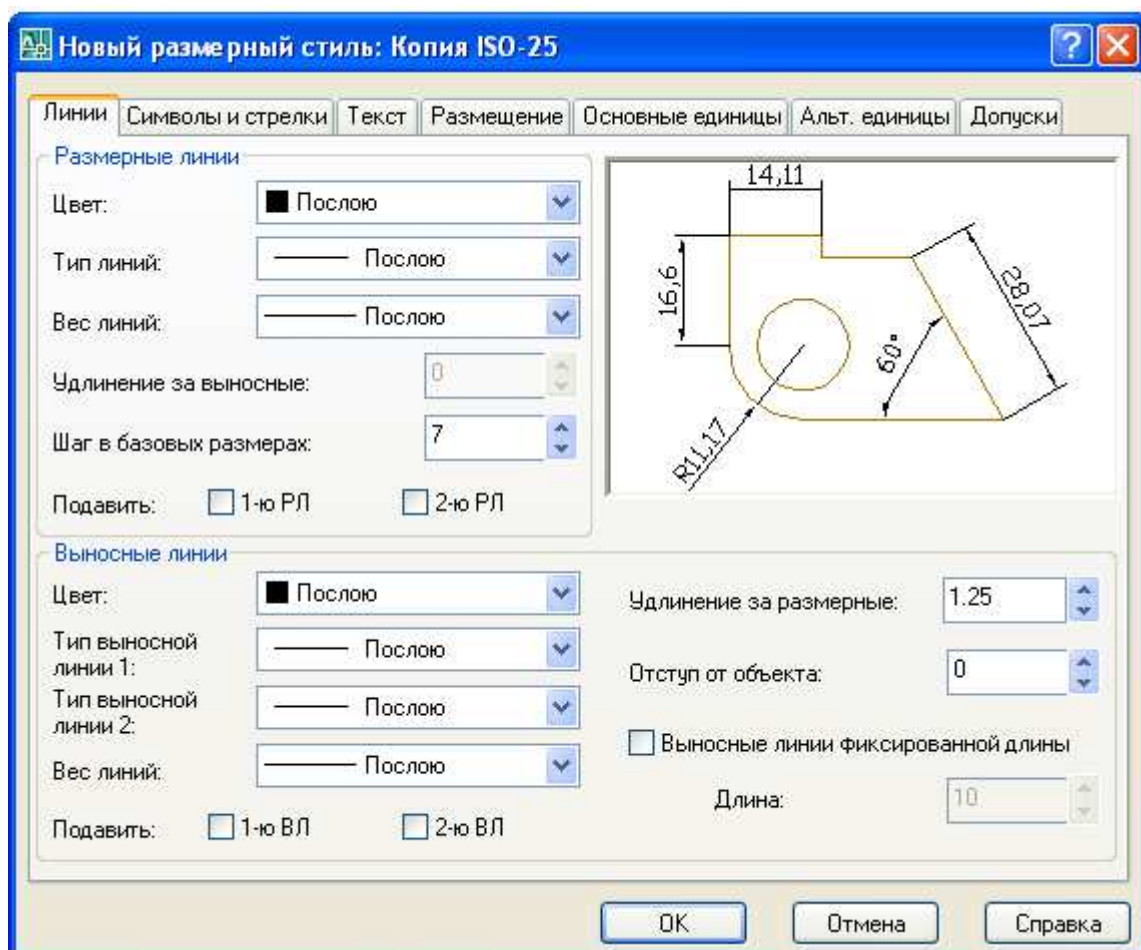 Новый размерный стиль: Копия ISO-25
Линии Символы и стрелки Текст Размещение Основные единицы Альт. единицы Допуски
Размерные линии
Цвет: Послою
Тип линий: Послою
Вес линий: Послою
Удлинение за выносные: 0
Шаг в базовых размерах: 7
Подавить: 1-ю РЛ 2-ю РЛ
14,11
16,6
28,07
60°
R11,17
Выносные линии
Цвет: Послою
Тип выносной
линии 1: Послою
Тип выносной
линии 2: Послою
Вес линий: Послою
Подавить: 1-ю ВЛ 2-ю ВЛ
Удлинение за размерные: 1.25
Отступ от объекта: 0
Выносные линии фиксированной длины
Длина: 10
OK Отмена Справка